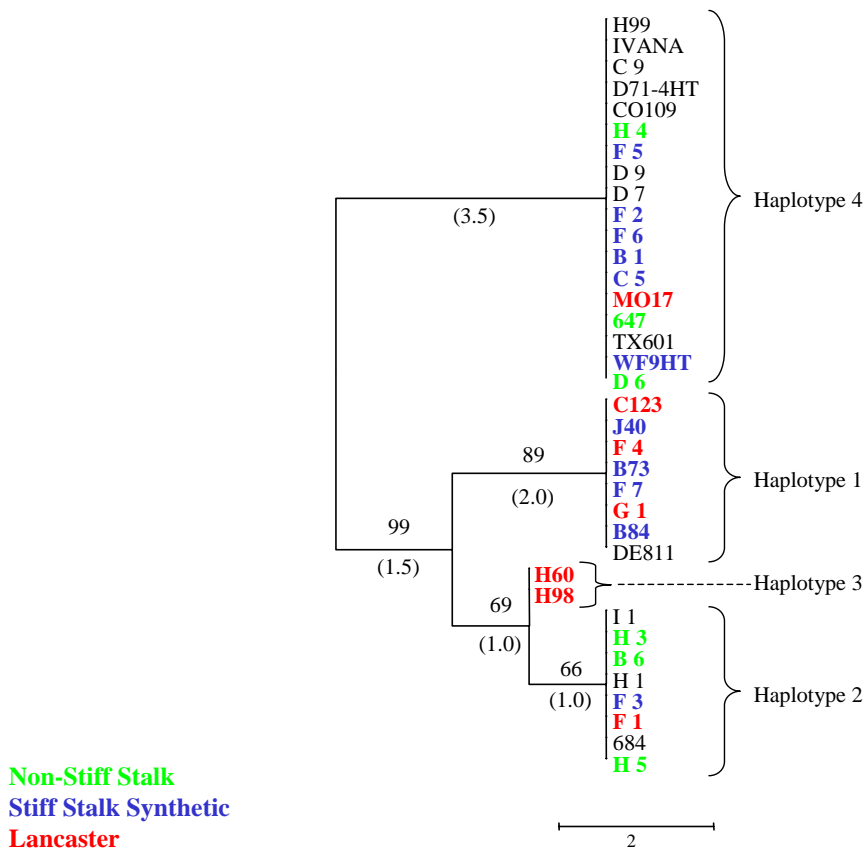 H99
IVANA
C 9
D71-4HT
CO109
H 4
F 5
D 9
D 7
F 2
F 6
B 1
C 5
MO17
647
TX601
WF9HT
D 6
Haplotype 4
(3.5)
C123
J40
F 4
B73
F 7
G 1
B84
DE811
Haplotype 1
89
(2.0)
99
(1.5)
H60
H98
Haplotype 3
69
(1.0)
I 1
H 3
B 6
H 1
F 3
F 1
684
H 5
Haplotype 2
66
(1.0)
Non-Stiff Stalk
Stiff Stalk Synthetic
Lancaster
2